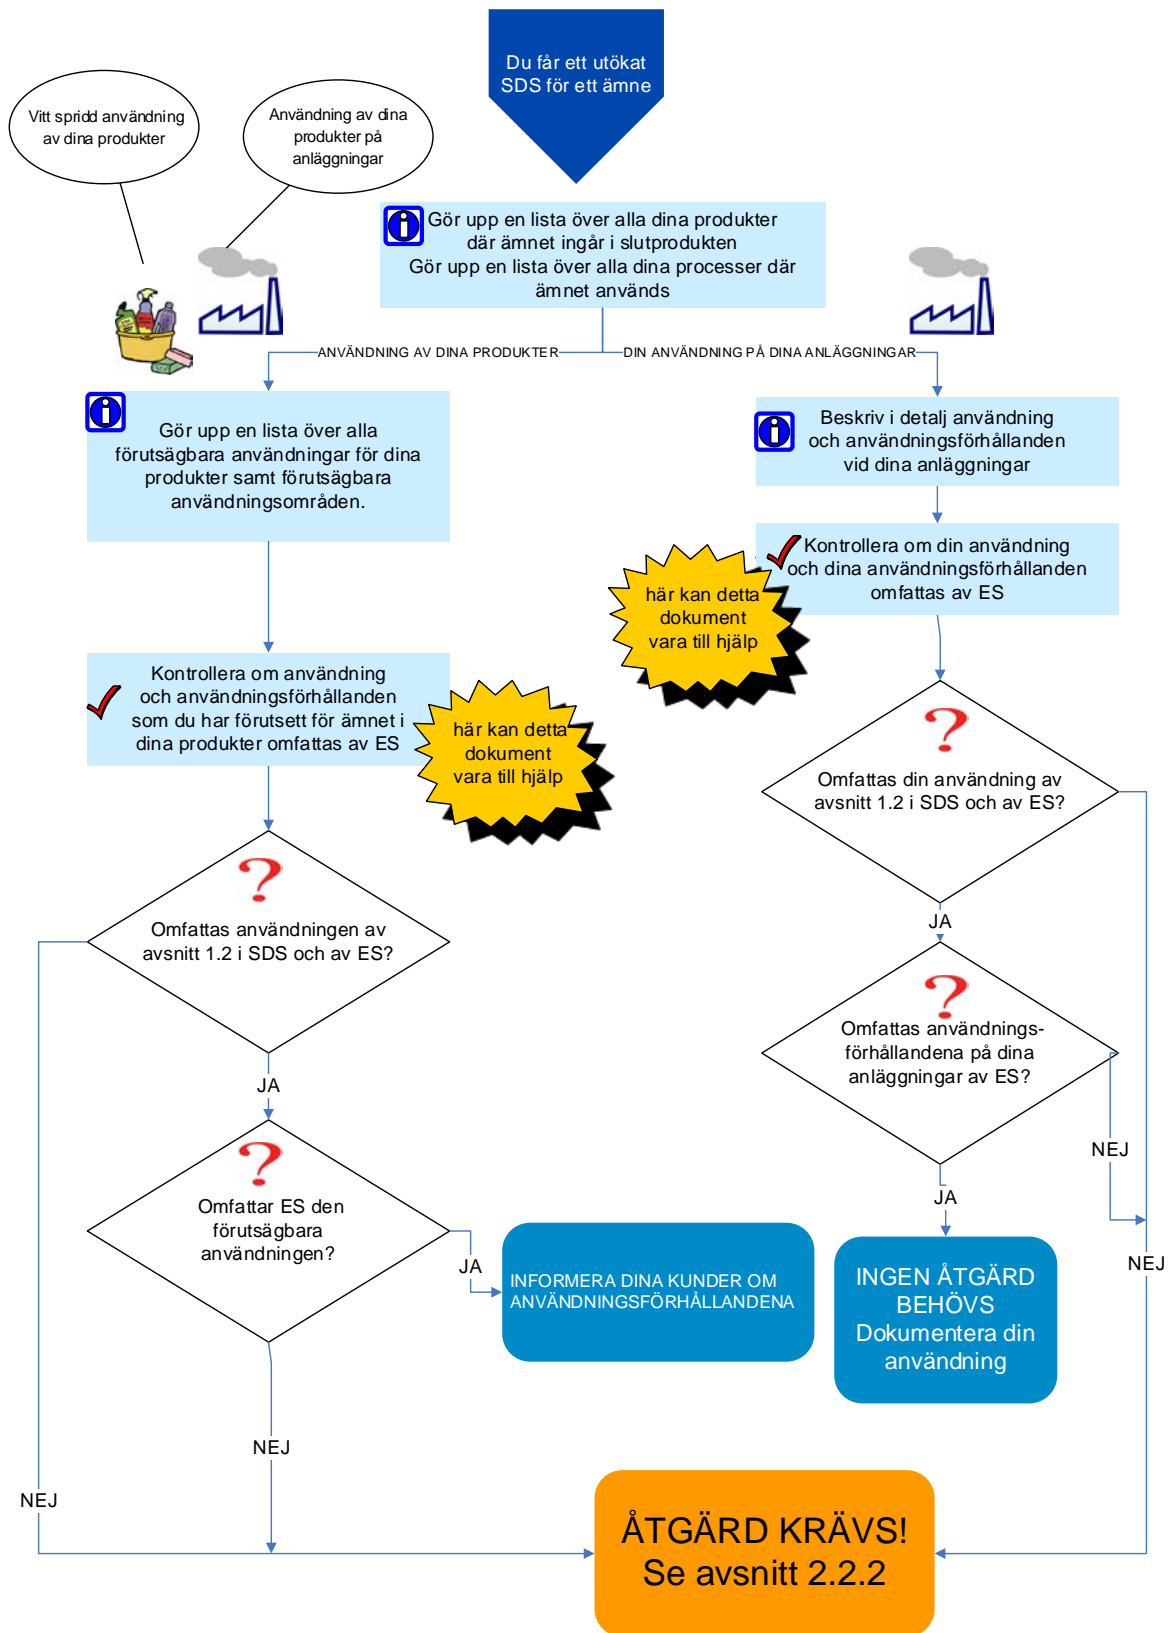 Du får ett utökat
SDS för ett ämne
Vitt spridd användning
av dina produkter
Användning av dina
produkter på
anläggningar
Gör upp en lista över alla dina produkter
där ämnet ingår i slutprodukten
Gör upp en lista över alla dina processer där
ämnet används
ANVÄNDNING AV DINA PRODUKTER
DIN ANVÄNDNING PÅ DINA ANLÄGGNINGAR
Gör upp en lista över alla
förutsägbara användningar för dina
produkter samt förutsägbara
användningsområden.
Beskriv i detalj användning
och användningsförhållanden
vid dina anläggningar
Kontrollera om din användning
och dina användningsförhållanden
omfattas av ES
här kan detta
dokument
vara till hjälp
Kontrollera om användning
och användningsförhållanden
som du har förutsett för ämnet i
dina produkter omfattas av ES
här kan detta
dokument
vara till hjälp
Omfattas din användning av
avsnitt 1.2 i SDS och av ES?
JA
Omfattas användningen av
avsnitt 1.2 i SDS och av ES?
JA
Omfattas användnings-
förhållandena på dina
anläggningar av ES?
NEJ
JA
NEJ
Omfattar ES den
förutsägbara
användningen?
JA
INFORMERA DINA KUNDER OM
ANVÄNDNINGSFÖRHÅLLANDENA
INGEN ÅTGÄRD
BEHÖVS
Dokumentera din
användning
NEJ
NEJ
ÅTGÄRD KRÄVS!
Se avsnitt 2.2.2